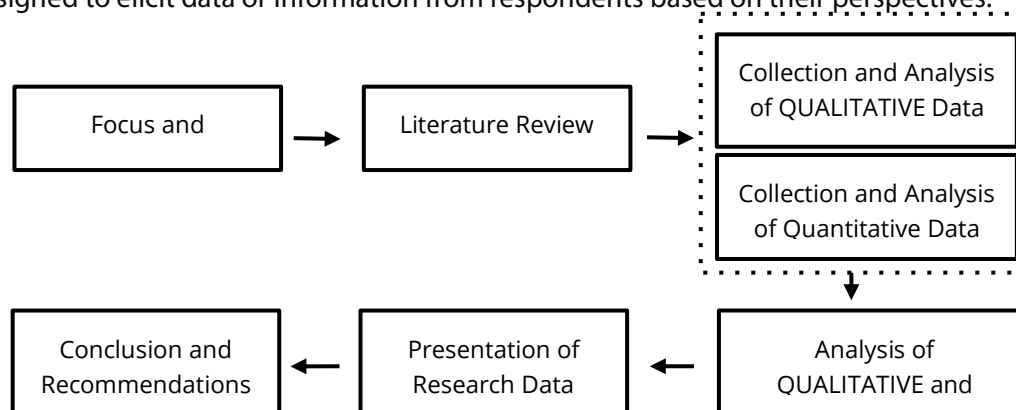 signed to elicit data or information from respondents based on their perspectives.
Focus and
Literature Review
Collection and Analysis
of QUALITATIVE Data
Collection and Analysis
of Quantitative Data
Conclusion and
Recommendations
Presentation of
Research Data
Analysis of
QUALITATIVE and